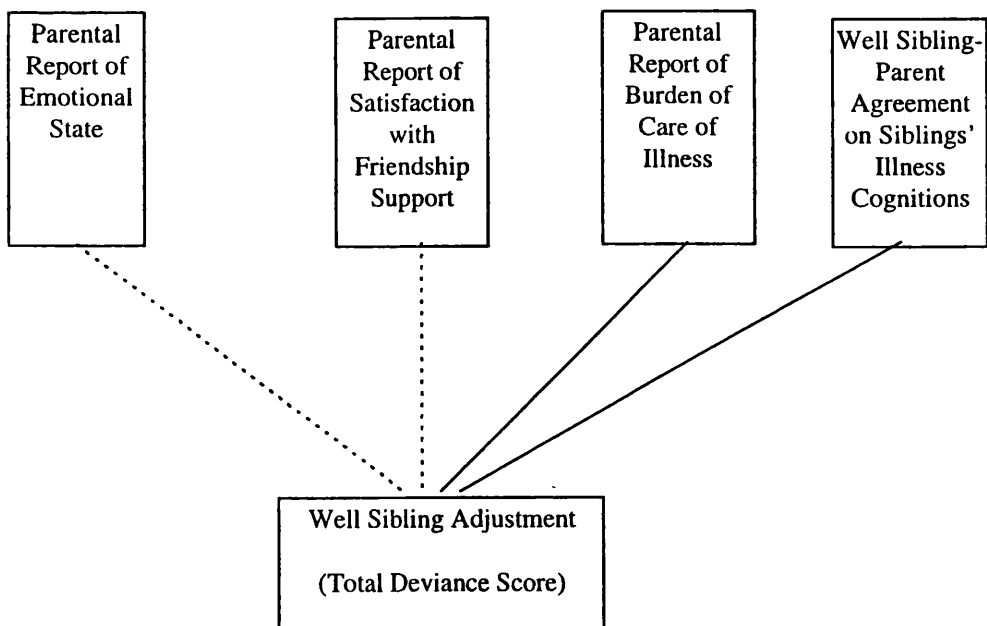 Parental
Report of
Emotional
State
Parental
Report of
Satisfaction
with
Friendship
Support
Parental
Report of
Burden of
Care of
Illness
Well Sibling-
Parent
Agreement
on Siblings’
Illness
Cognitions
Well Sibling Adjustment
(Total Deviance Score)